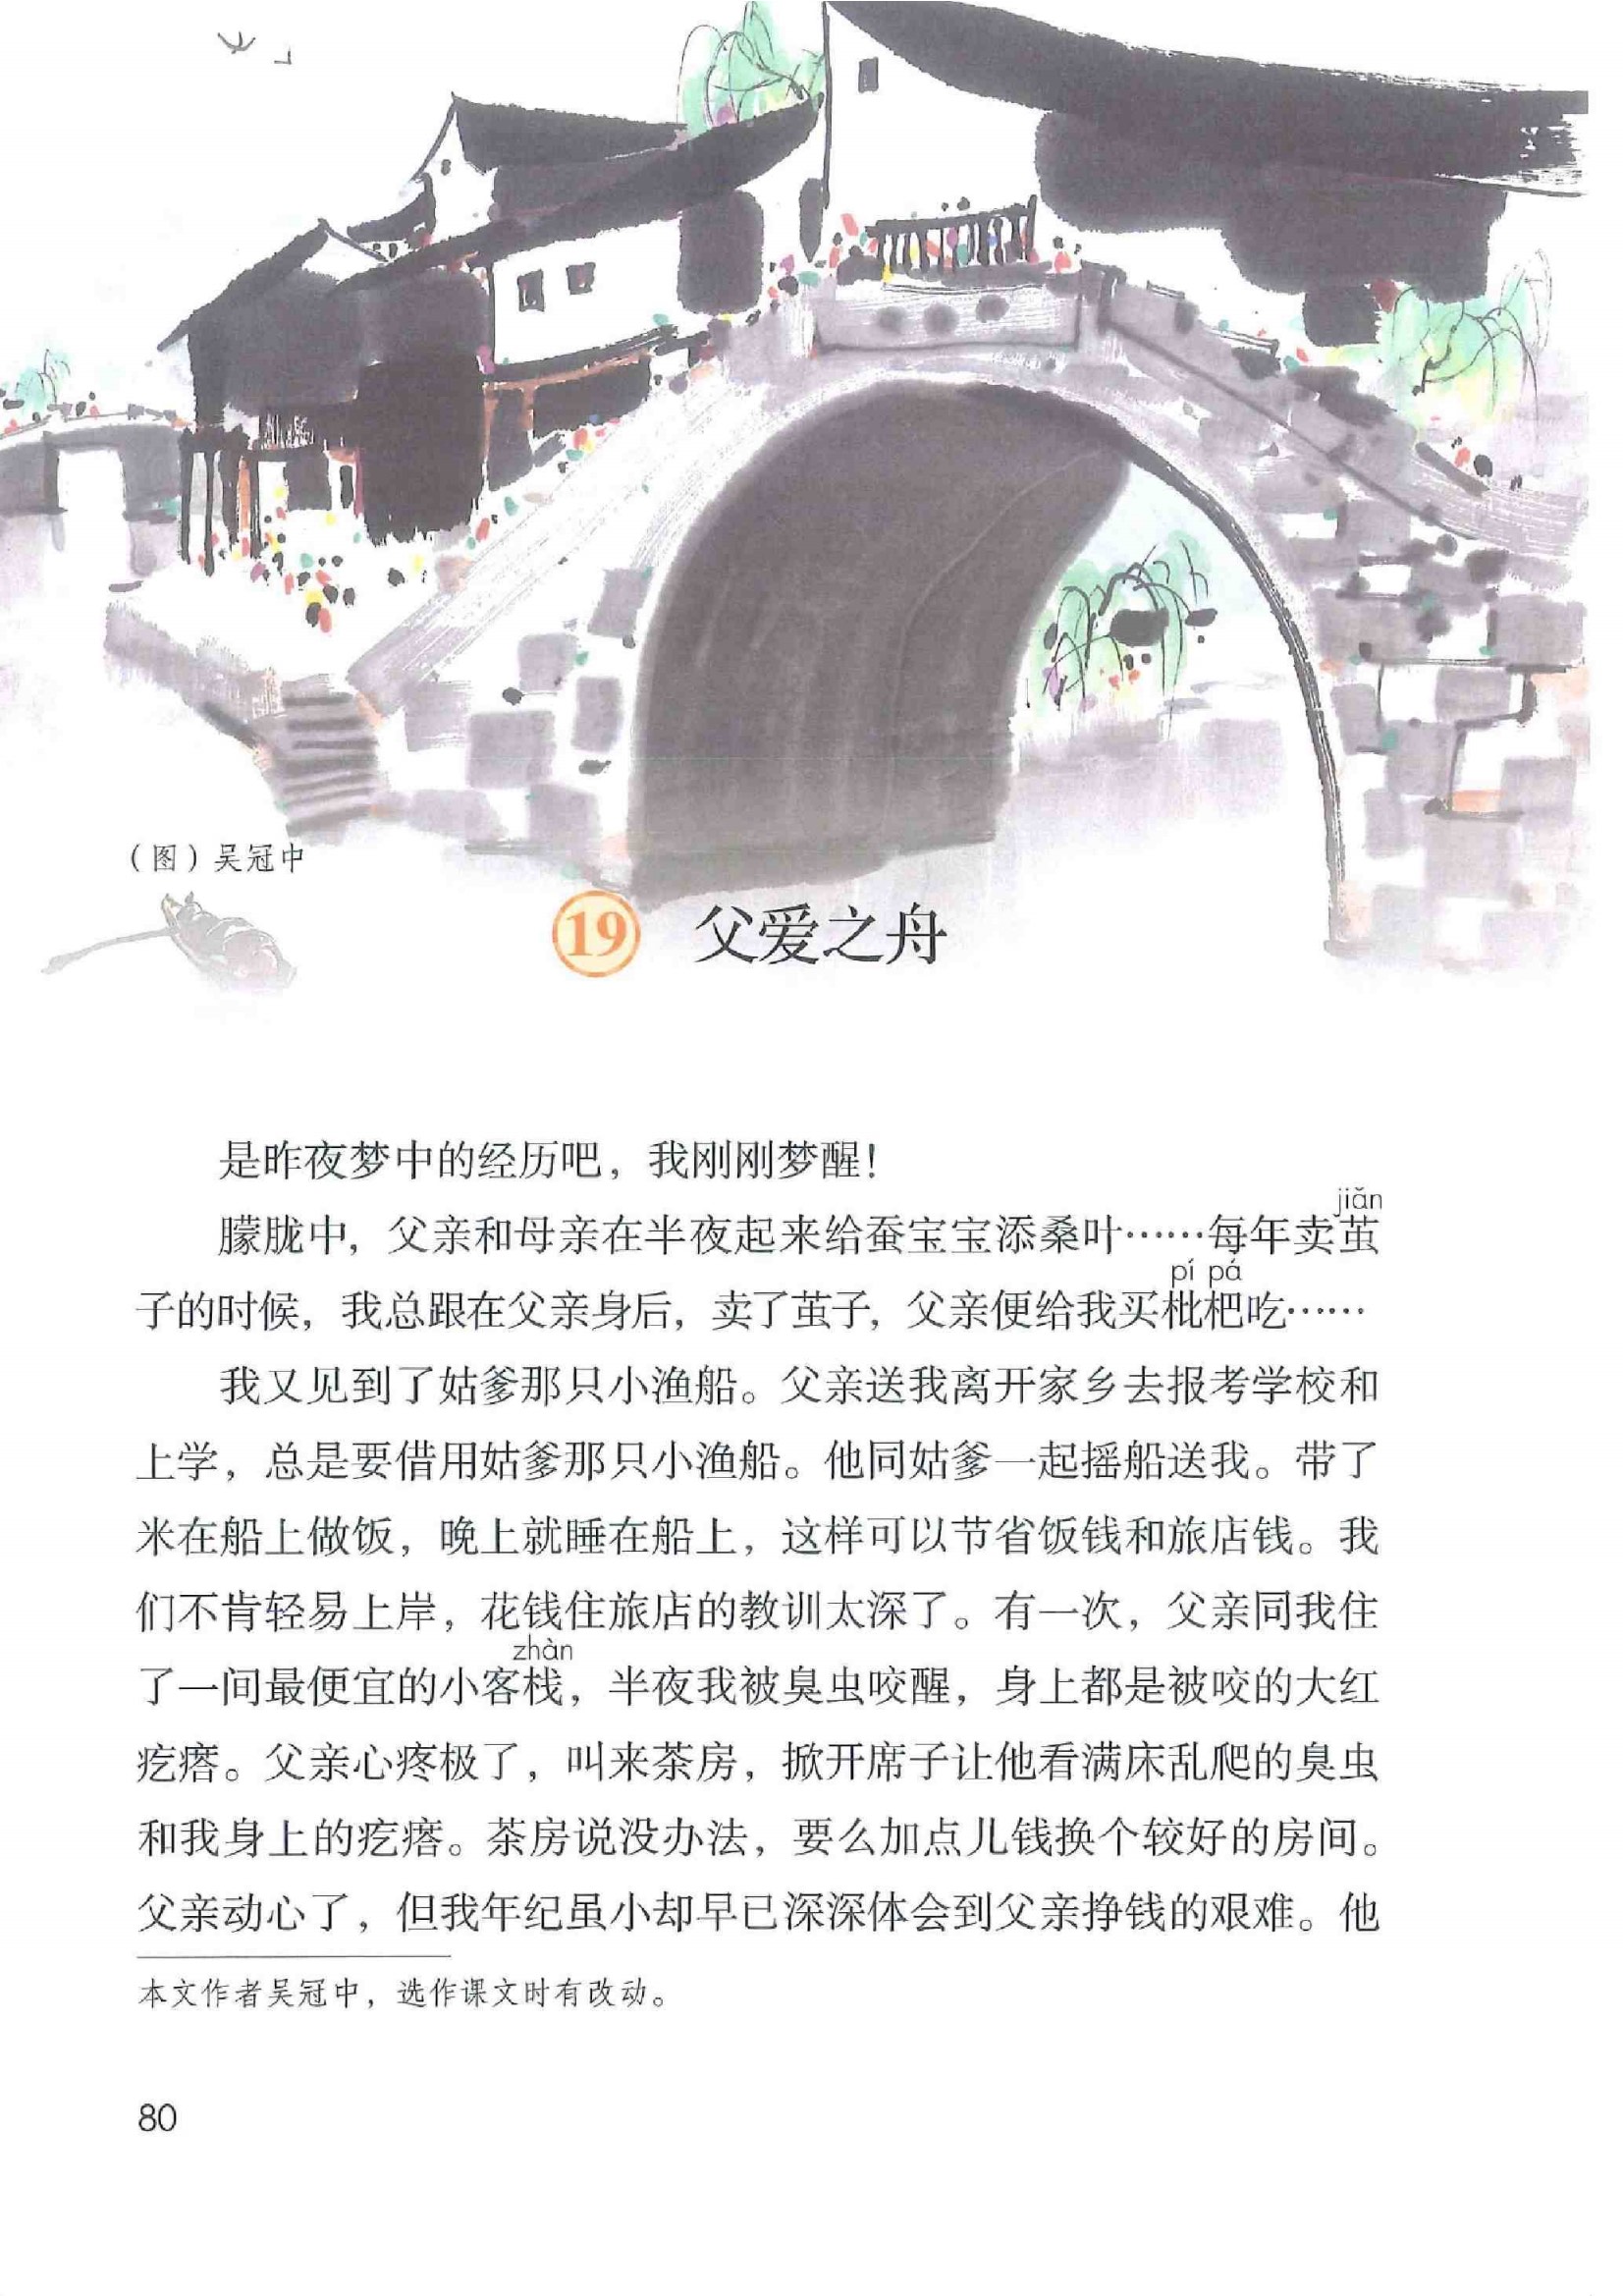 （图）吴冠中
19 父爱之舟
是昨夜梦中的经历吧，我刚刚梦醒！
jiǎn
朦胧中，父亲和母亲在半夜起来给蚕宝宝添桑叶……每年卖茧
pí pá
子的时候，我总跟在父亲身后，卖了茧子，父亲便给我买枇杷吃……
我又见到了姑爹那只小渔船。父亲送我离开家乡去报考学校和
上学，总是要借用姑爹那只小渔船。他同姑爹一起摇船送我。带了
米在船上做饭，晚上就睡在船上，这样可以节省饭钱和旅店钱。我
们不肯轻易上岸，花钱住旅店的教训太深了。有一次，父亲同我住
zhàn
了一间最便宜的小客栈，半夜我被臭虫咬醒，身上都是被咬的大红
疙瘩。父亲心疼极了，叫来茶房，掀开席子让他看满床乱爬的臭虫
和我身上的疙瘩。茶房说没办法，要么加点儿钱换个较好的房间。
父亲动心了，但我年纪虽小却早已深深体会到父亲挣钱的艰难。他
本文作者吴冠中，选作课文时有改动。
80